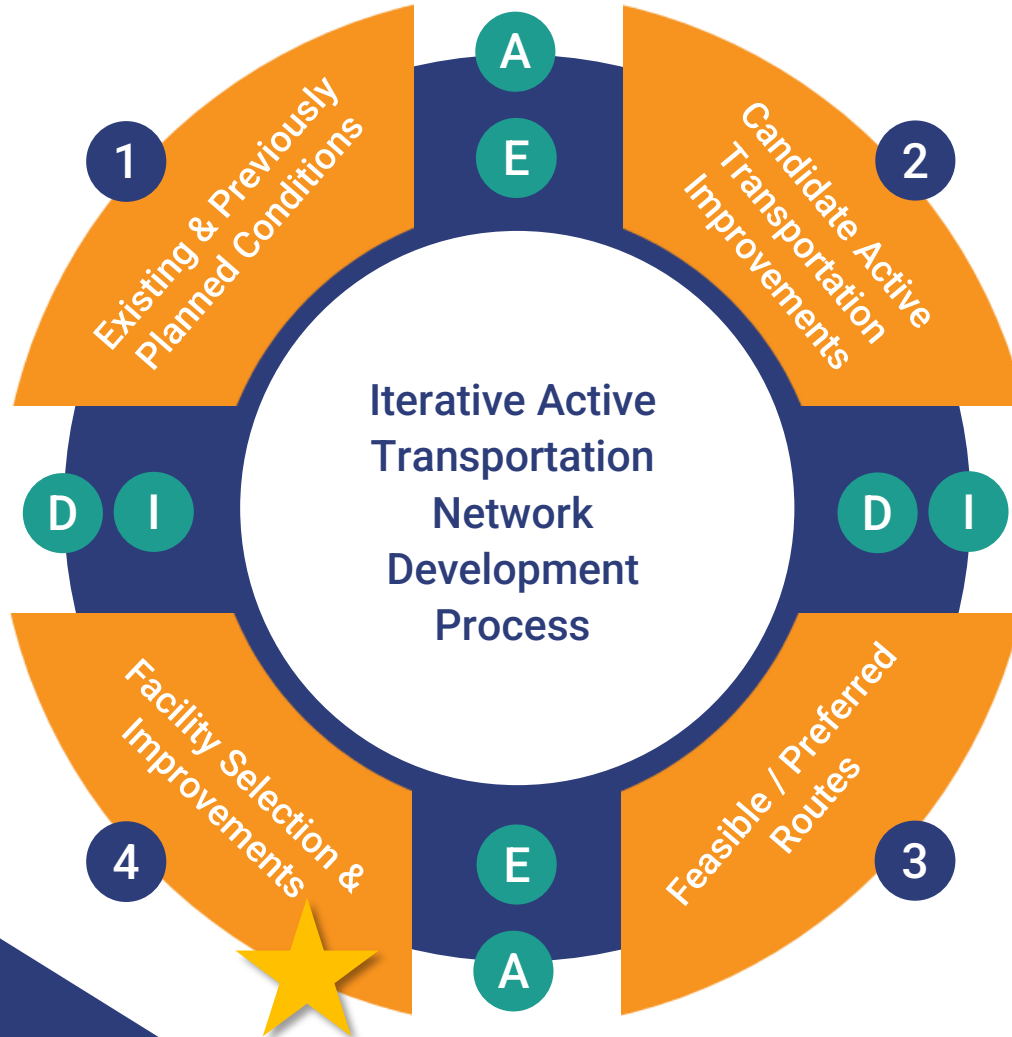 A
E
1
Existing & Previously
Planned Conditions
2
Candidate Active
Transportation
Improvements
Iterative Active
Transportation
Network
Development
Process
D I
D I
4
Facility Selection &
Improvements
3
Feasible / Preferred
Routes
E
A